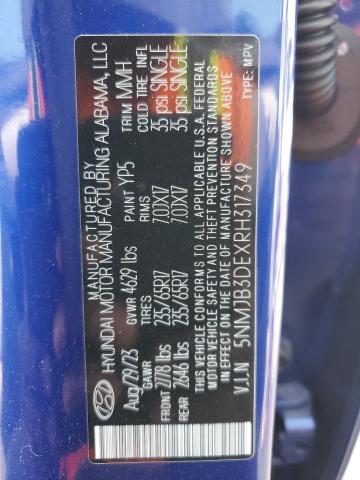 MANUFACTURED BY
HYUNDAI MOTOR MANUFACTURING ALABAMA, LLC
Aug/29/23 GVWR 4629 lbs PAINT YP5 TRIM MMH
GAWR TIRES RIMS COLD TIRE INFL
FRONT 2778 lbs 235/65R17 7.0JX17 35 psi SINGLE
REAR 2646 lbs 235/65R17 7.0JX17 35 psi SINGLE
THIS VEHICLE CONFORMS TO ALL APPLICABLE U.S.A. FEDERAL
MOTOR VEHICLE SAFETY AND THEFT PREVENTION STANDARDS
IN EFFECT ON THE DATE OF MANUFACTURE SHOWN ABOVE.
V.I.N 5NMJB3DEXRH317349 TYPE: MPV